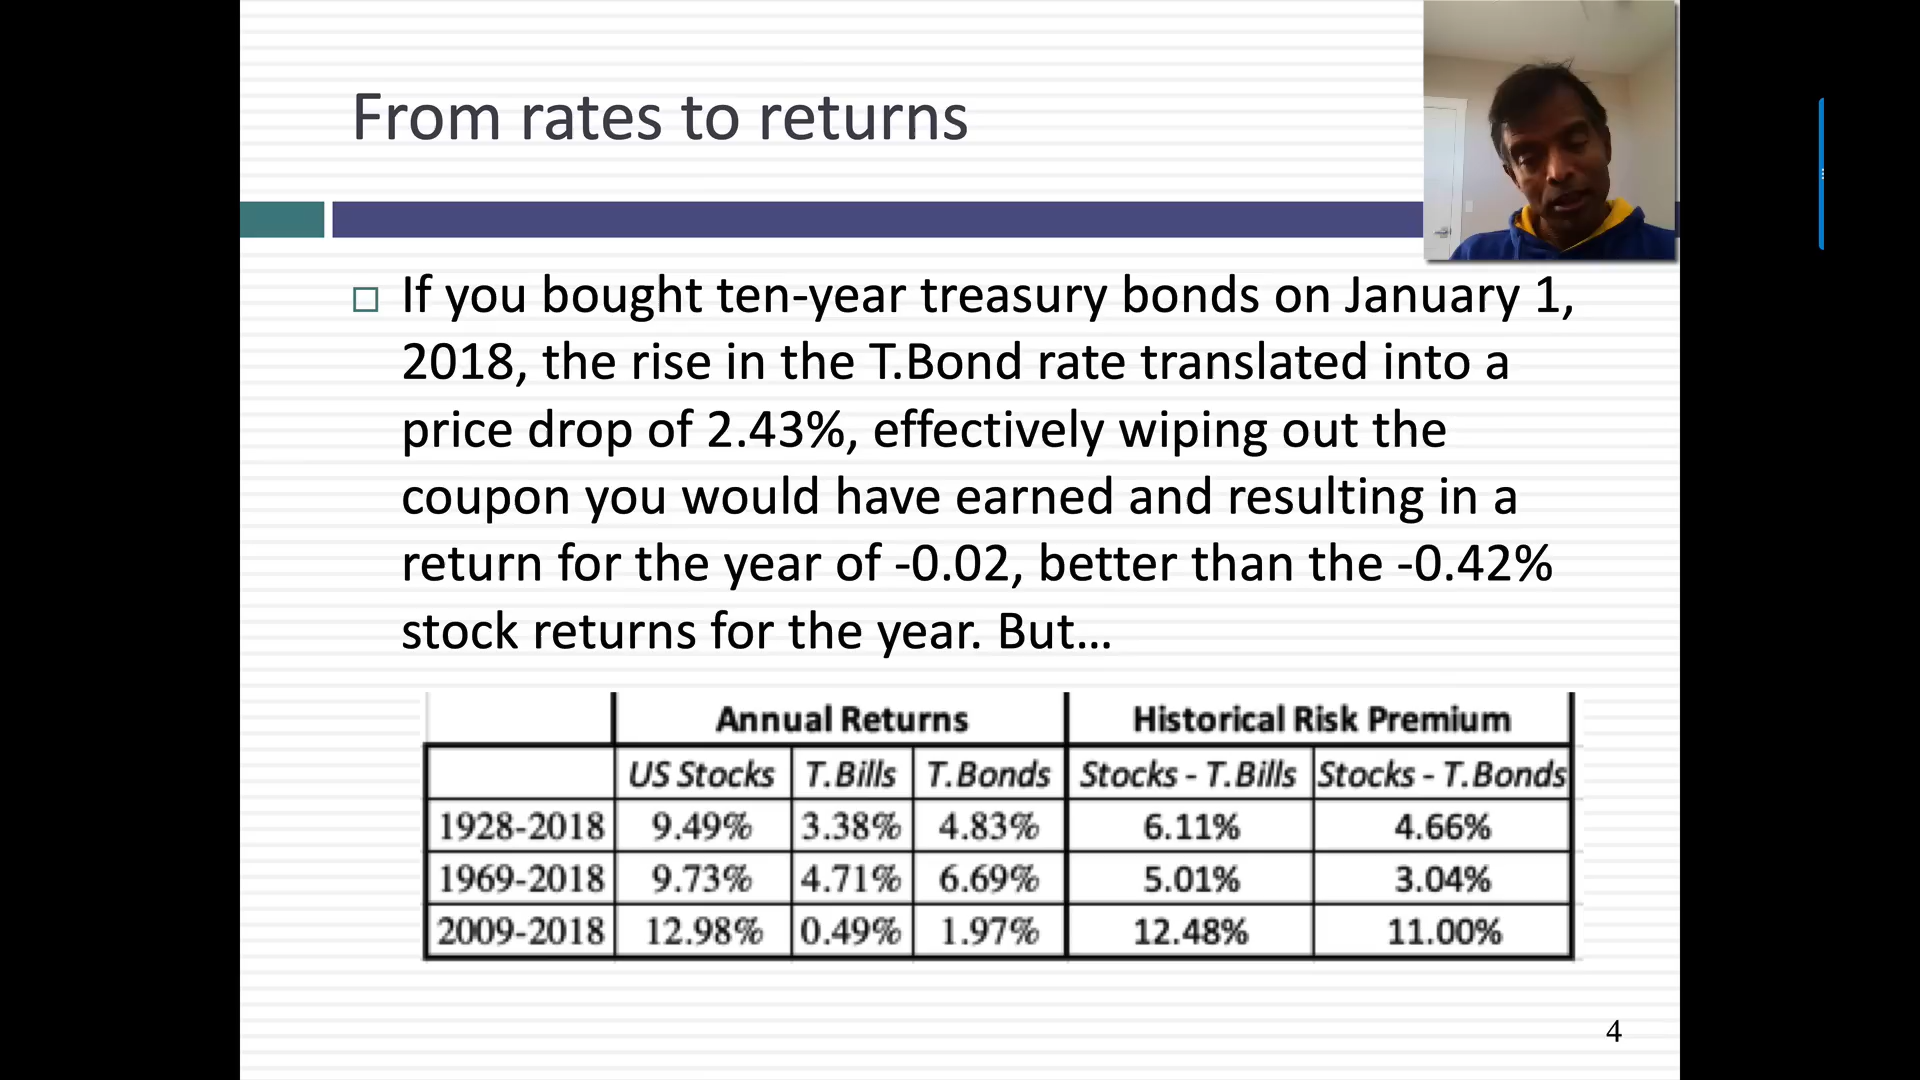 From rates to returns
If you bought ten-year treasury bonds on January 1,
2018, the rise in the T.Bond rate translated into a
price drop of 2.43%, effectively wiping out the
coupon you would have earned and resulting in a
return for the year of -0.02, better than the -0.42%
stock returns for the year. But...
Annual Returns Historical Risk Premium
US Stocks T.Bills T.Bonds Stocks - T.Bills Stocks - T.Bonds
1928-2018 9.49% 3.38% 4.83% 6.11% 4.66%
1969-2018 9.73% 4.71% 6.69% 5.01% 3.04%
2009-2018 12.98% 0.49% 1.97% 12.48% 11.00%
4